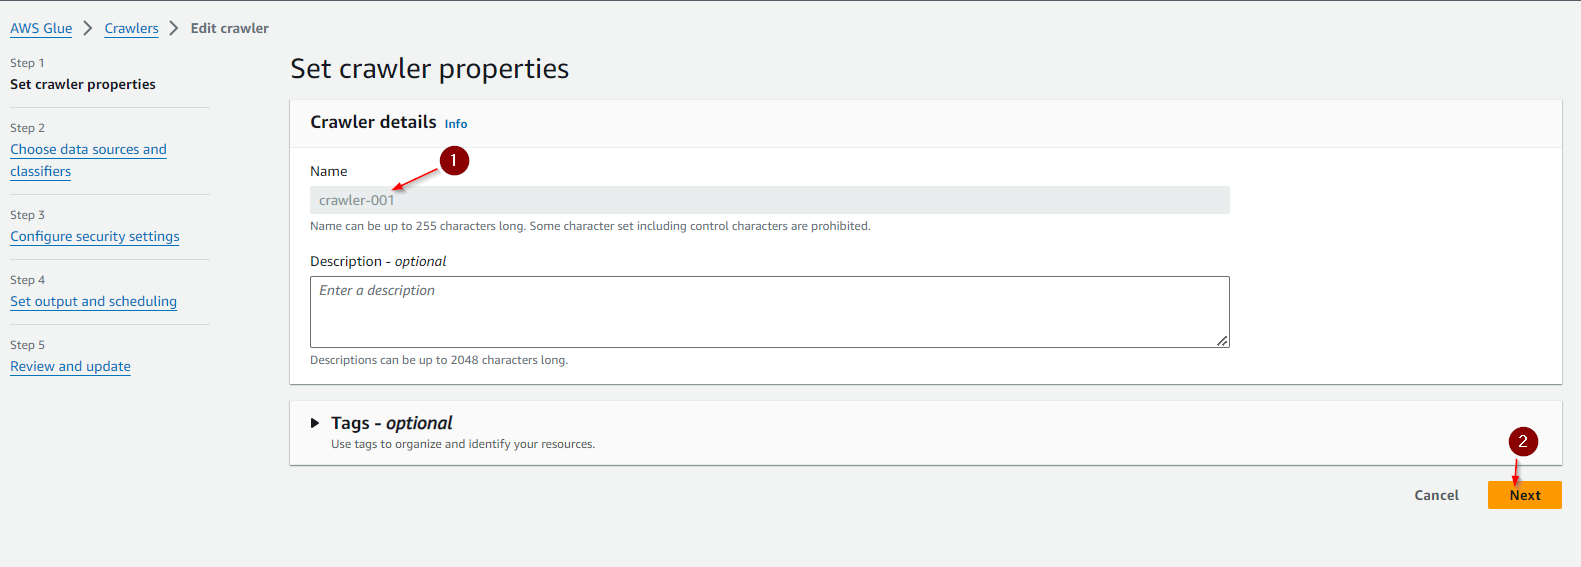 AWS Glue > Crawlers > Edit crawler
Step 1
Set crawler properties
Step 2
Choose data sources and
classifiers
Step 3
Configure security settings
Step 4
Set output and scheduling
Step 5
Review and update
Set crawler properties
Crawler details Info
1
Name
crawler-001
Name can be up to 255 characters long. Some character set including control characters are prohibited.
Description - optional
Enter a description
Descriptions can be up to 2048 characters long.
Tags - optional
Use tags to organize and identify your resources.
2
Cancel Next